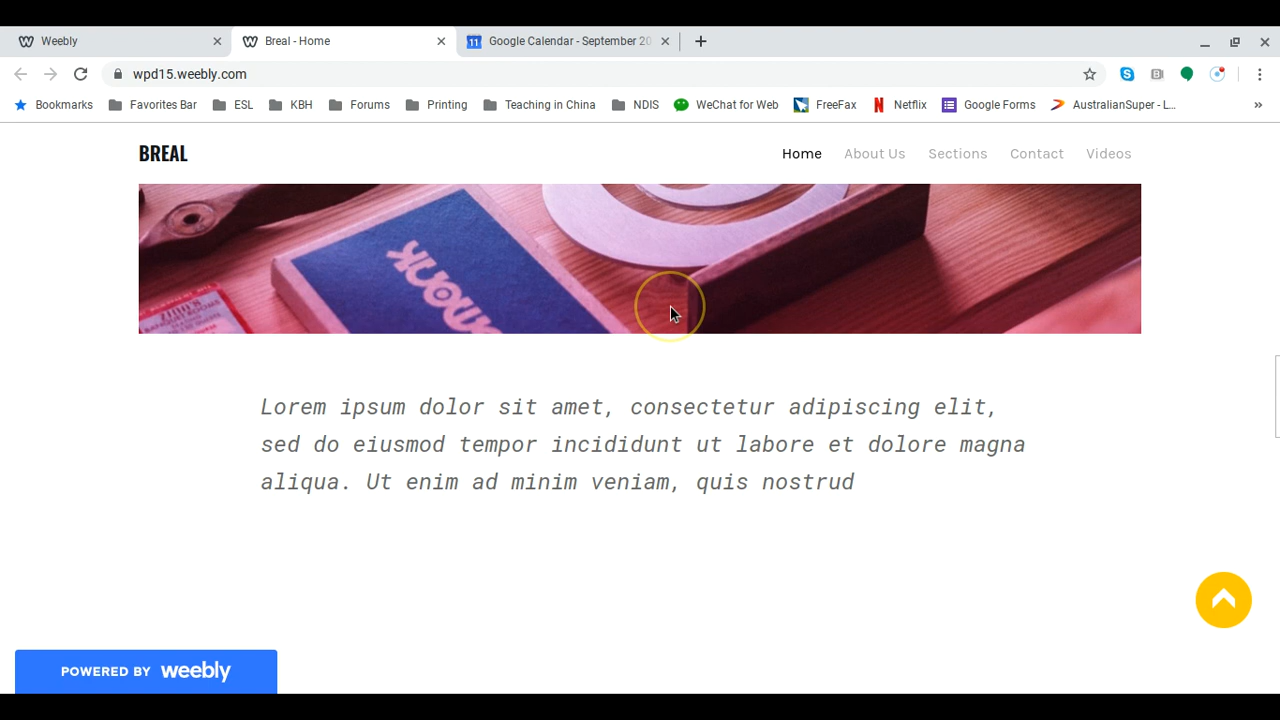 Weebly
Breal - Home
Google Calendar - September 20
wpd15.weebly.com
Bookmarks
Favorites Bar
ESL
KBH
Forums
Printing
Teaching in China
NDIS
WeChat for Web
FreeFax
Netflix
Google Forms
AustralianSuper - L...
»
BREAL
Home
About Us
Sections
Contact
Videos
Lorem ipsum dolor sit amet, consectetur adipiscing elit,
sed do eiusmod tempor incididunt ut labore et dolore magna
aliqua. Ut enim ad minim veniam, quis nostrud
POWERED BY weebly